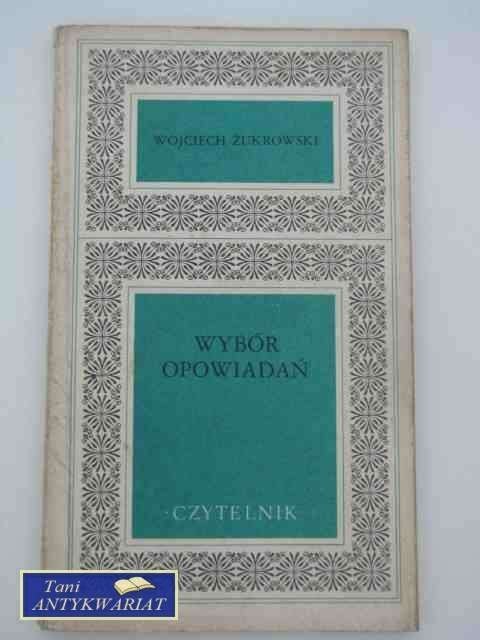 WOJCIECH ŻUKROWSKI
WYBÓR
OPOWIADAŃ
·CZYTELNIK·
Tani
ANTYKWARIAT